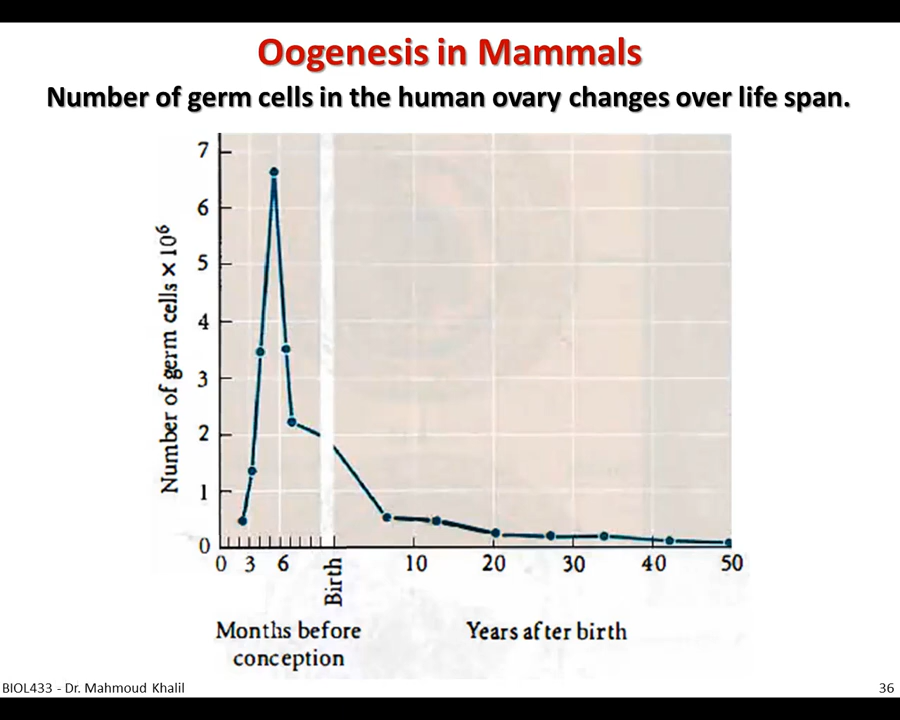 Oogenesis in Mammals
Number of germ cells in the human ovary changes over life span.
Number of germ cells × 10⁶
7
6
5
4
3
2
1
0
0 3 6 Birth 10 20 30 40 50
Months before
conception
Years after birth
BIOL433 - Dr. Mahmoud Khalil
36